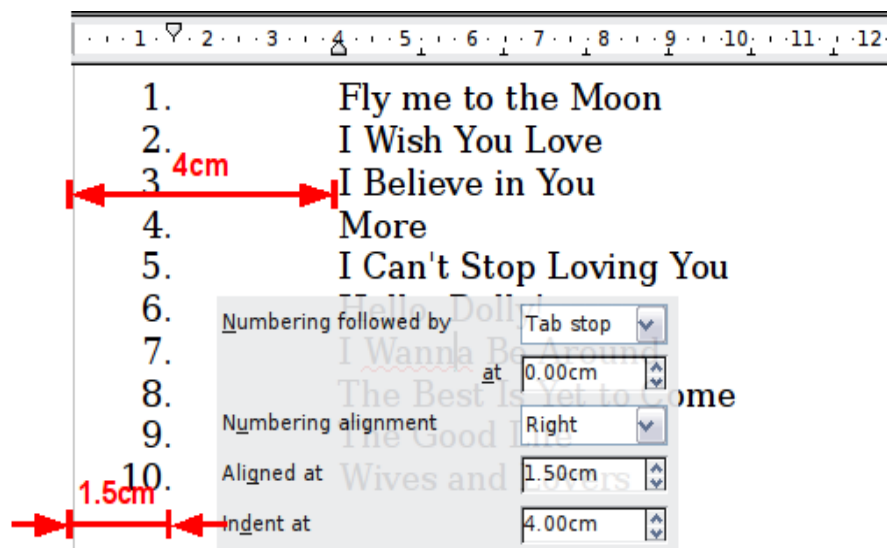 1 2 3 4 5 6 7 8 9 10 11 12
1. Fly me to the Moon
2. I Wish You Love
4cm
3 I Believe in You
4. More
5. I Can't Stop Loving You
6. Hello, Dolly!
Numbering followed by Tab stop
7. I Wanna Be Around
at 0.00cm
8. The Best Is Yet to Come
Numbering alignment Right
9. The Good Life
Aligned at 1.50cm
10. Wives and Lovers
1.5cm
Indent at 4.00cm